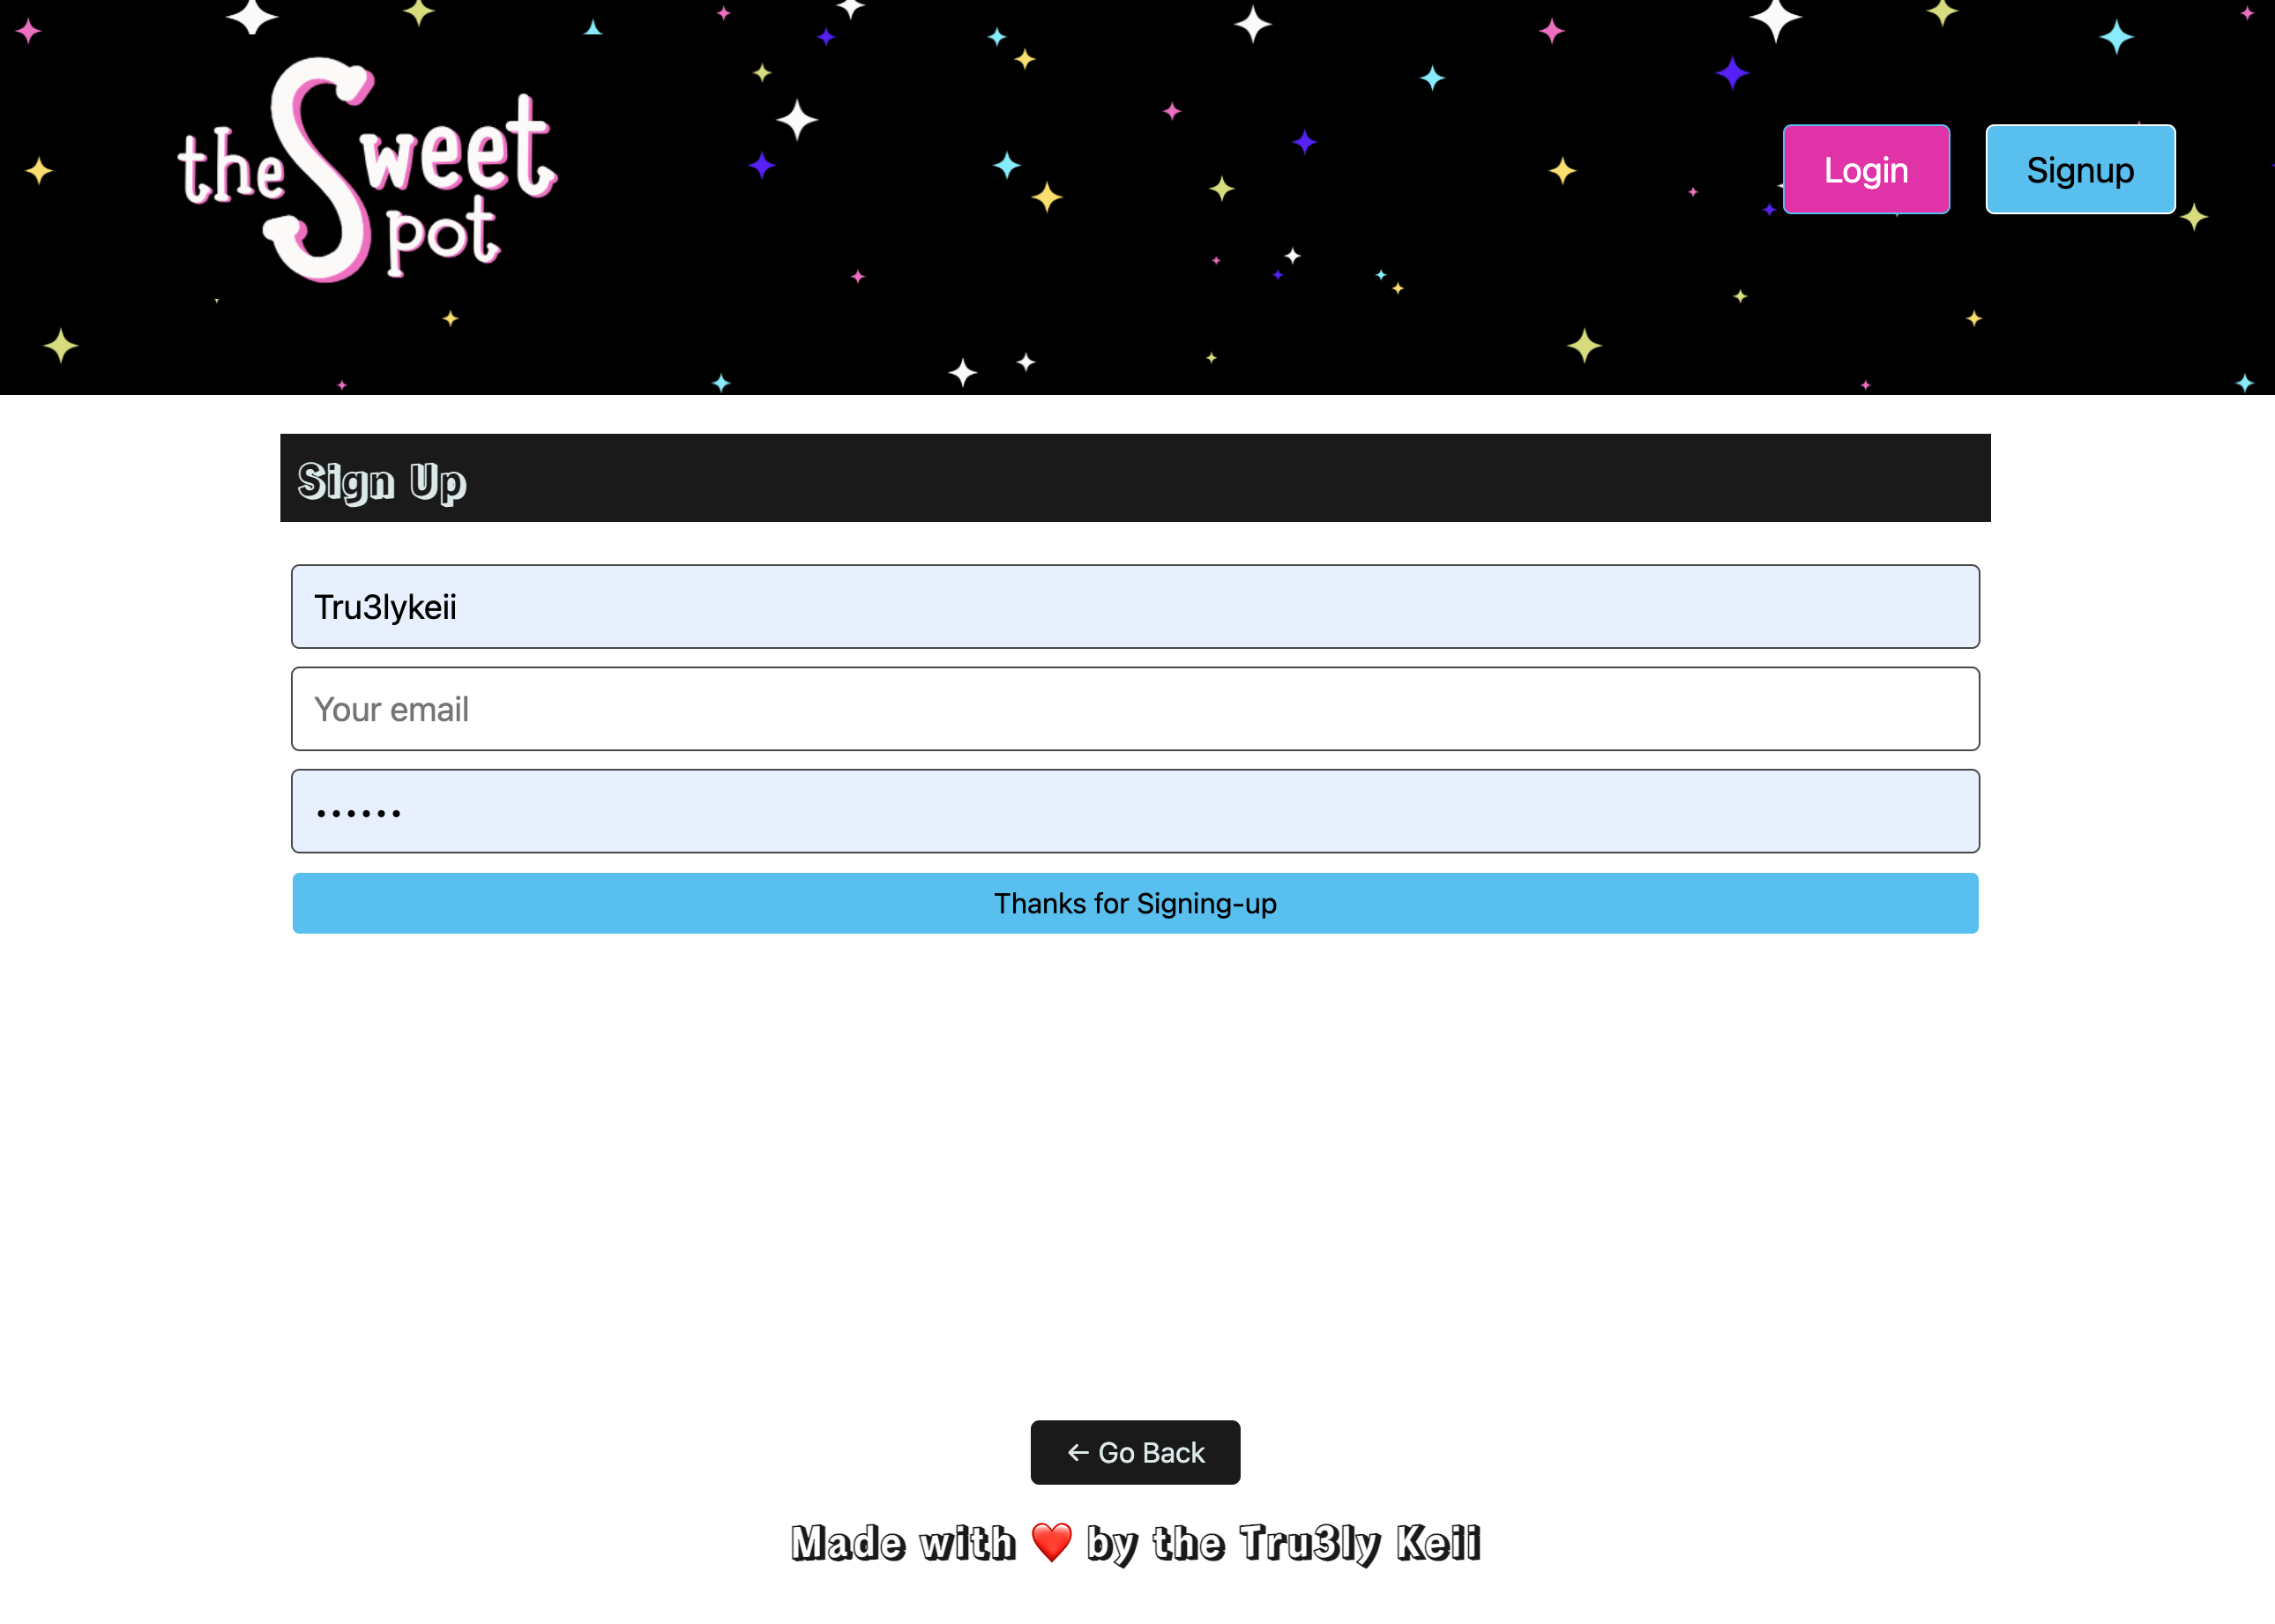 the Sweet Spot
Login
Signup
Sign Up
Tru3lykeii
Your email
••••••
Thanks for Signing-up
← Go Back
Made with ❤️ by the Tru3ly Keii